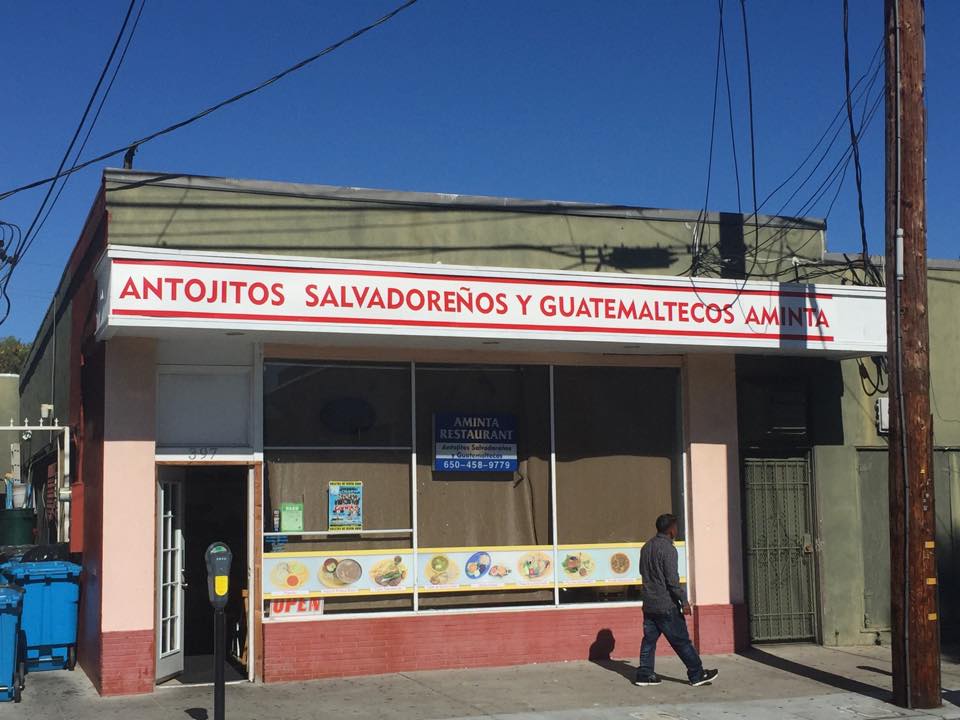 ANTOJITOS SALVADOREÑOS Y GUATEMALTECOS AMINTA
397
AMINTA
RESTAURANT
Antojitos Salvadoreños
y Guatemaltecos
650-458-9779
OPEN